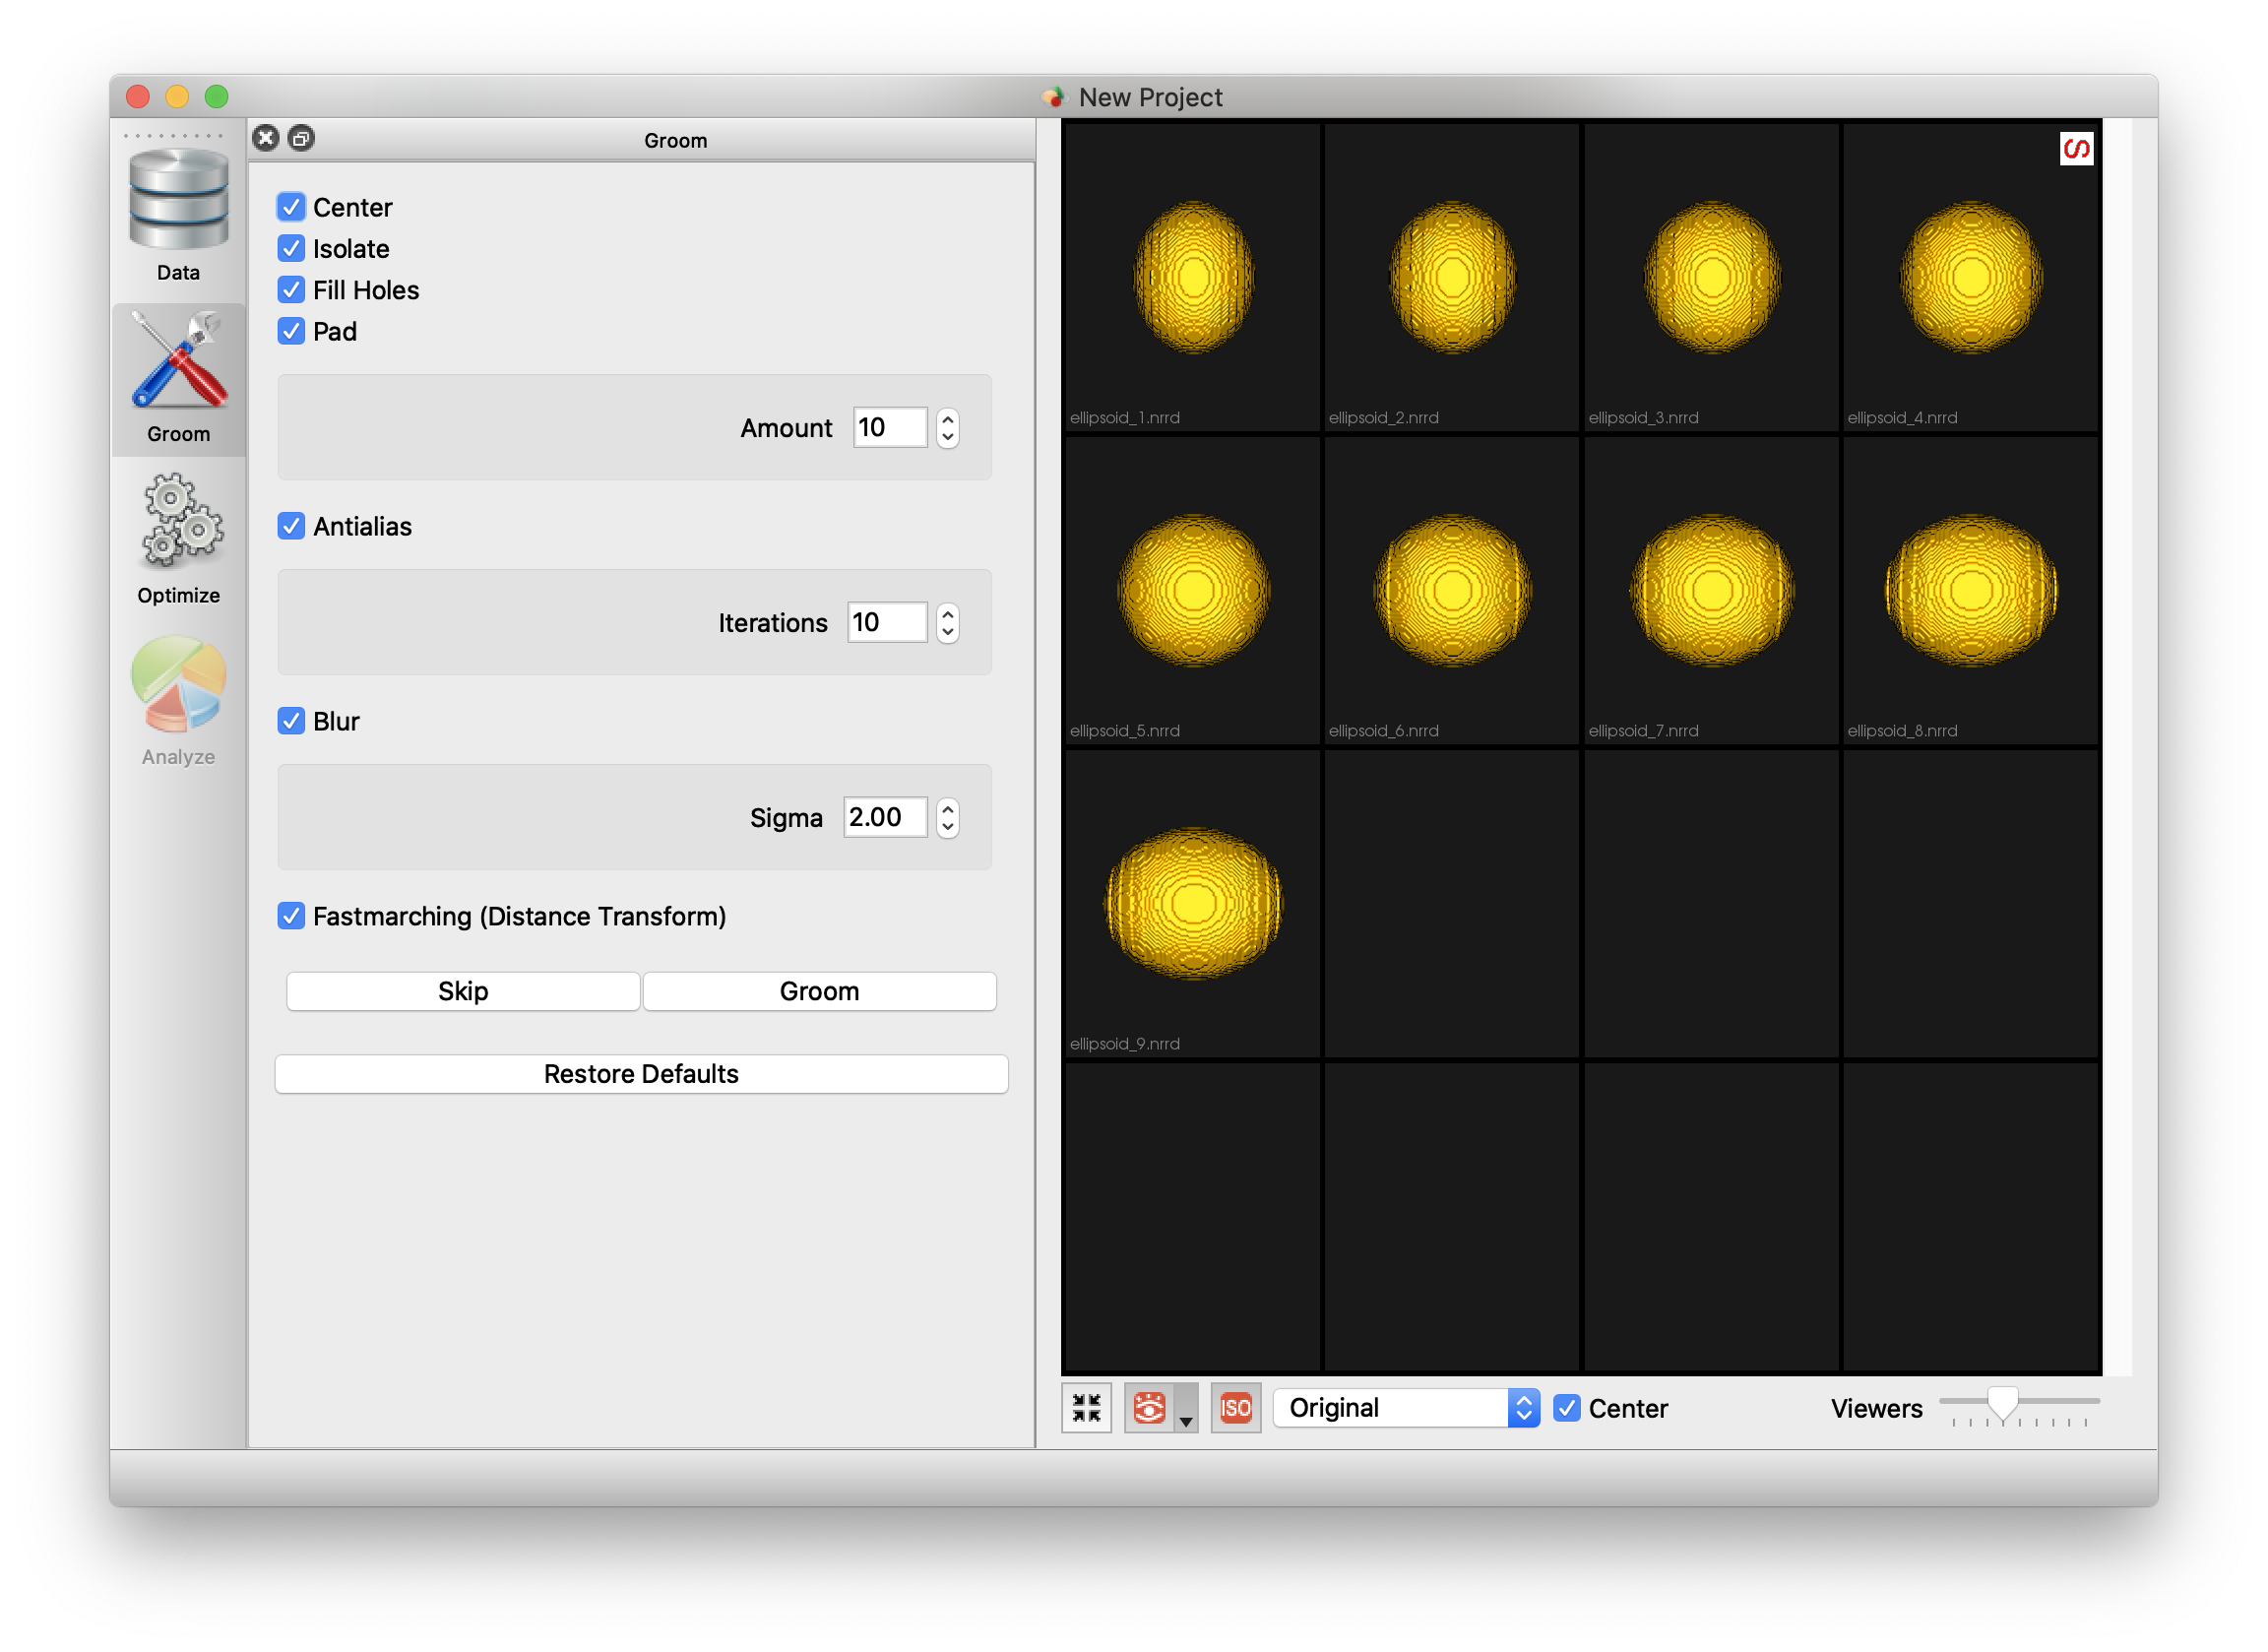 New Project
Data
Groom
Optimize
Analyze
Groom
Center
Isolate
Fill Holes
Pad
Amount 10
Antialias
Iterations 10
Blur
Sigma 2.00
Fastmarching (Distance Transform)
Skip Groom
Restore Defaults
S
ellipsoid_1.nrrd ellipsoid_2.nrrd ellipsoid_3.nrrd ellipsoid_4.nrrd
ellipsoid_5.nrrd ellipsoid_6.nrrd ellipsoid_7.nrrd ellipsoid_8.nrrd
ellipsoid_9.nrrd
ISO Original Center Viewers